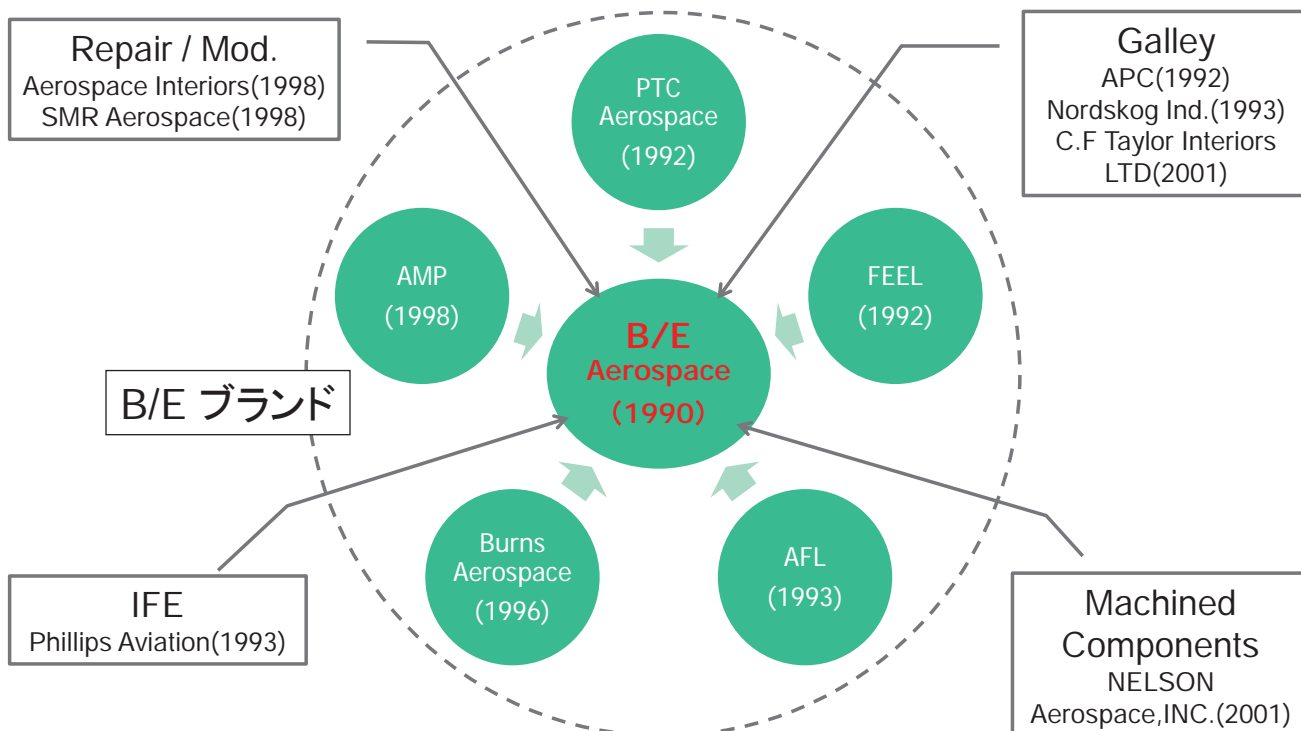 Repair / Mod.
Aerospace Interiors(1998)
SMR Aerospace(1998)
Galley
APC(1992)
Nordskog Ind.(1993)
C.F Taylor Interiors
LTD(2001)
PTC
Aerospace
(1992)
AMP
(1998)
FEEL
(1992)
B/E
Aerospace
(1990)
B/E ブランド
Burns
Aerospace
(1996)
AFL
(1993)
IFE
Phillips Aviation(1993)
Machined
Components
NELSON
Aerospace,INC.(2001)